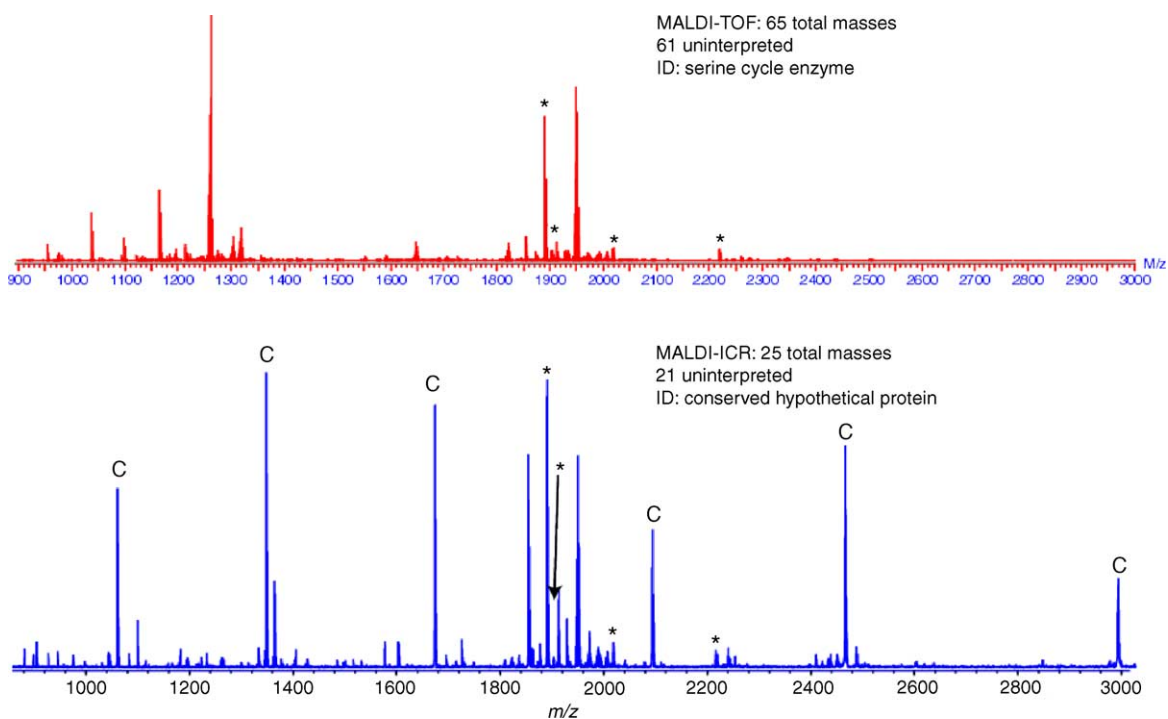 MALDI-TOF: 65 total masses
61 uninterpreted
ID: serine cycle enzyme
*
*
*
*
M/z
900 1000 1100 1200 1300 1400 1500 1600 1700 1800 1900 2000 2100 2200 2300 2400 2500 2600 2700 2800 2900 3000
MALDI-ICR: 25 total masses
21 uninterpreted
ID: conserved hypothetical protein
C
C
C
*
*
C
C
C
*
*
1000 1200 1400 1600 1800 2000 2200 2400 2600 2800 3000
m/z